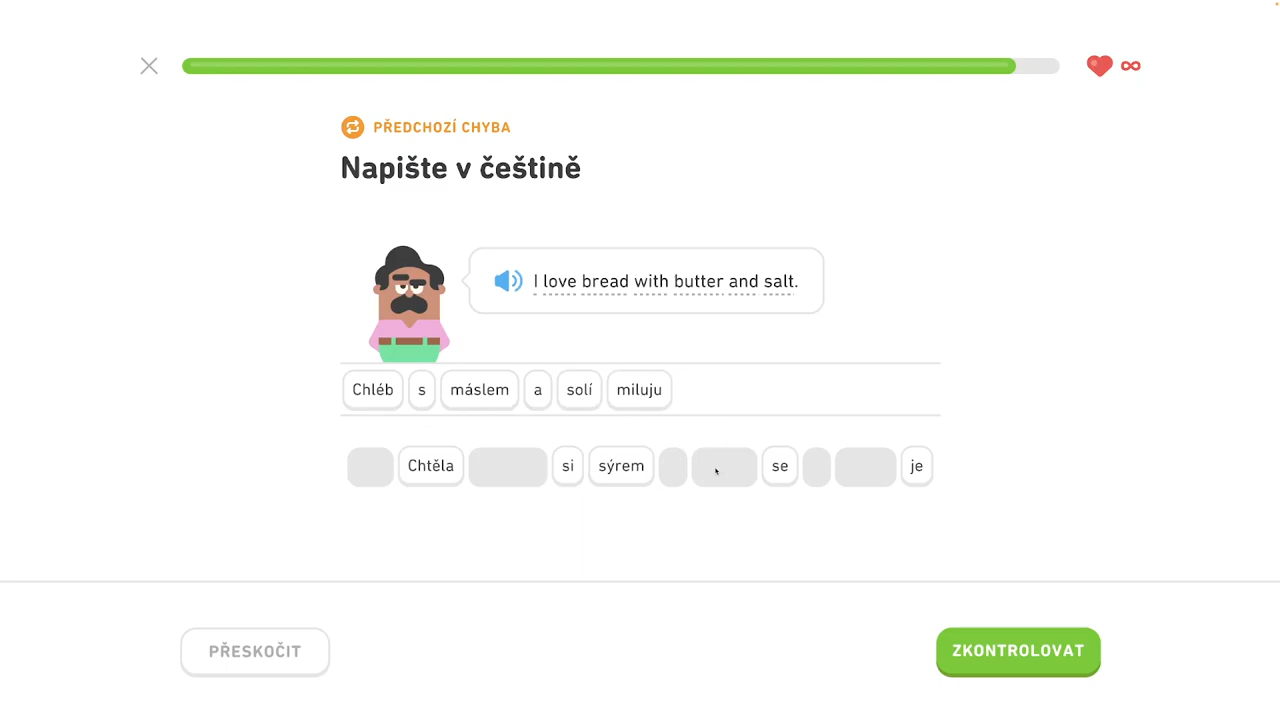 PŘEDCHOZÍ CHYBA
Napište v češtině
I love bread with butter and salt.
Chléb s máslem a solí miluju
Chtěla si sýrem se je
PŘESKOČIT
ZKONTROLOVAT